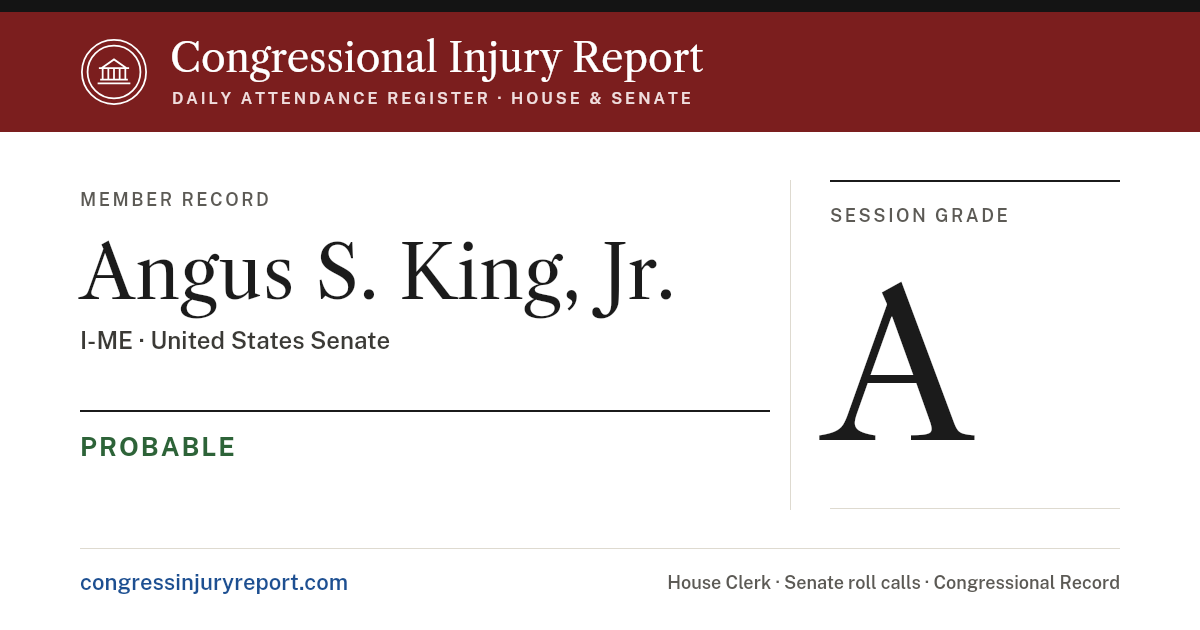 Congressional Injury Report
DAILY ATTENDANCE REGISTER · HOUSE & SENATE
MEMBER RECORD
Angus S. King, Jr.
I-ME · United States Senate
PROBABLE
SESSION GRADE
A
congressinjuryreport.com
House Clerk · Senate roll calls · Congressional Record